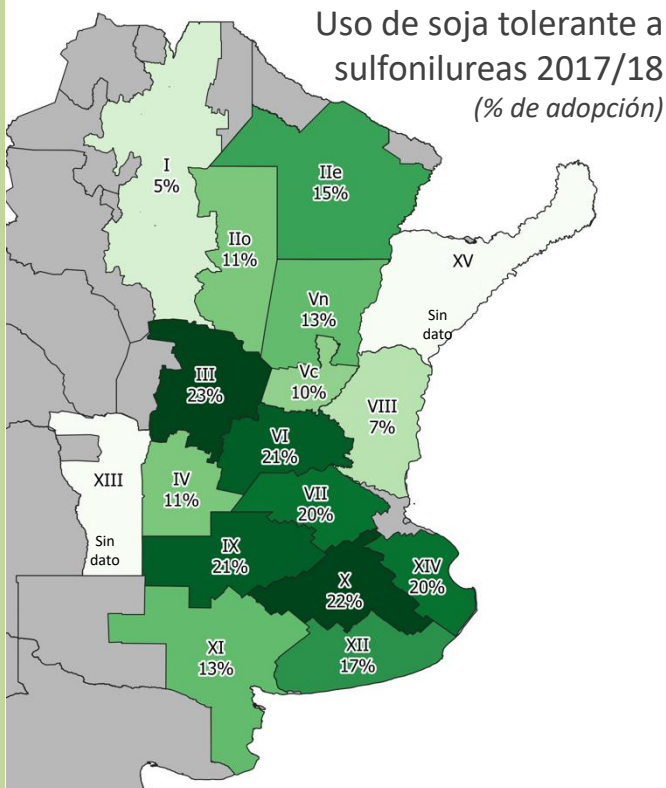 Uso de soja tolerante a
sulfonilureas 2017/18
(% de adopción)
I
5%
IIe
15%
IIo
11%
XV
Sin
dato
Vn
13%
III
23%
Vc
10%
VIII
7%
VI
21%
XIII
Sin
dato
IV
11%
VII
20%
IX
21%
XIV
20%
X
22%
XI
13%
XII
17%